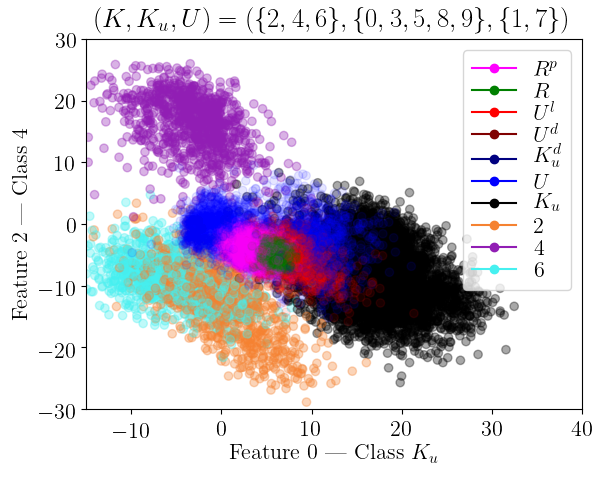 (K, K_u, U) = ({2, 4, 6}, {0, 3, 5, 8, 9}, {1, 7})
30
20
10
0
−10
−20
−30
Feature 2 — Class 4
−10
0
10
20
30
40
Feature 0 — Class K_u
R^p
R
U^l
U^d
K_u^d
U
K_u
2
4
6